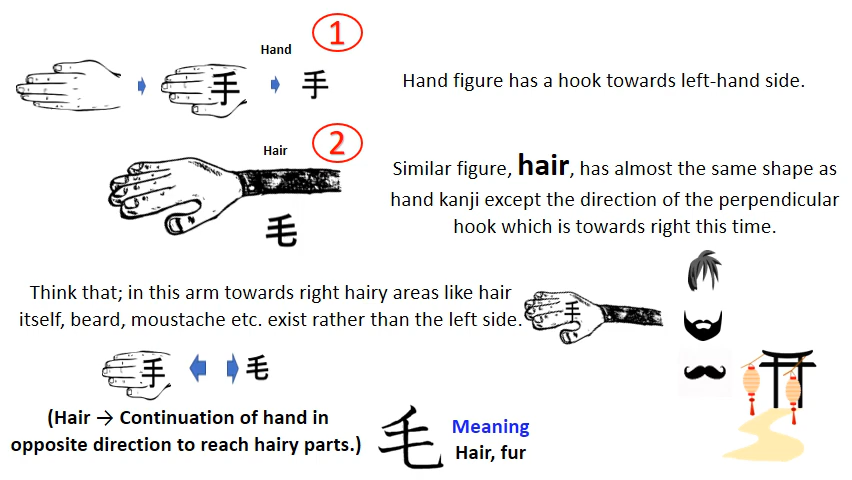 Hand
1
手
手
Hand figure has a hook towards left-hand side.
Hair
2
毛
Similar figure, hair, has almost the same shape as
hand kanji except the direction of the perpendicular
hook which is towards right this time.
Think that; in this arm towards right hairy areas like hair
itself, beard, moustache etc. exist rather than the left side.
手
手
毛
(Hair → Continuation of hand in
opposite direction to reach hairy parts.)
毛
Meaning
Hair, fur